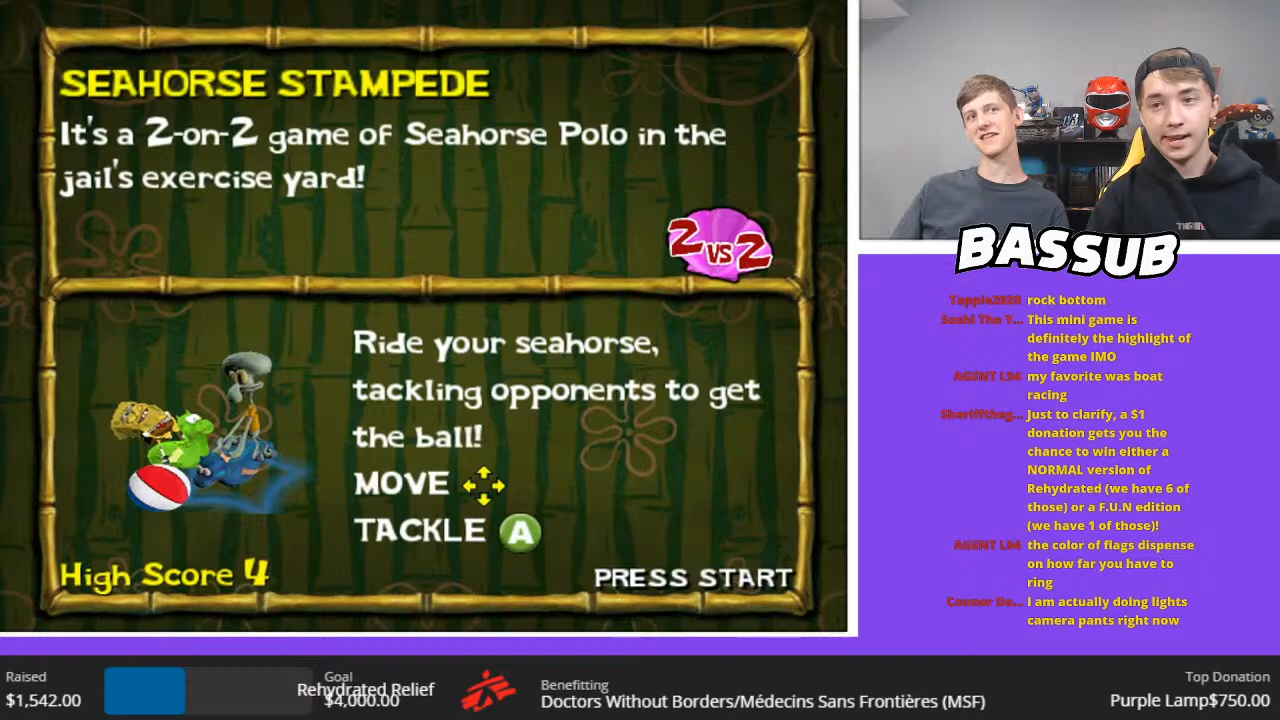 SEAHORSE STAMPEDE
It's a 2-on-2 game of Seahorse Polo in the
jail's exercise yard!
2 vs 2
Ride your seahorse,
tackling opponents to get
the ball!
MOVE
TACKLE A
High Score 4
PRESS START
BASSUB
rock bottom
This mini game is
definitely the highlight of
the game IMO
AGENT L94 my favorite was boat
racing
Just to clarify, a $1
donation gets you the
chance to win either a
NORMAL version of
Rehydrated (we have 6 of
those) or a F.U.N edition
(we have 1 of those)!
AGENT L94 the color of flags dispense
on how far you have to
ring
Connor Do... I am actually doing lights
camera pants right now
Raised
$1,542.00
Goal
$4,000.00
Rehydrated Relief
Benefitting
Doctors Without Borders/Médecins Sans Frontières (MSF)
Top Donation
Purple Lamp$750.00